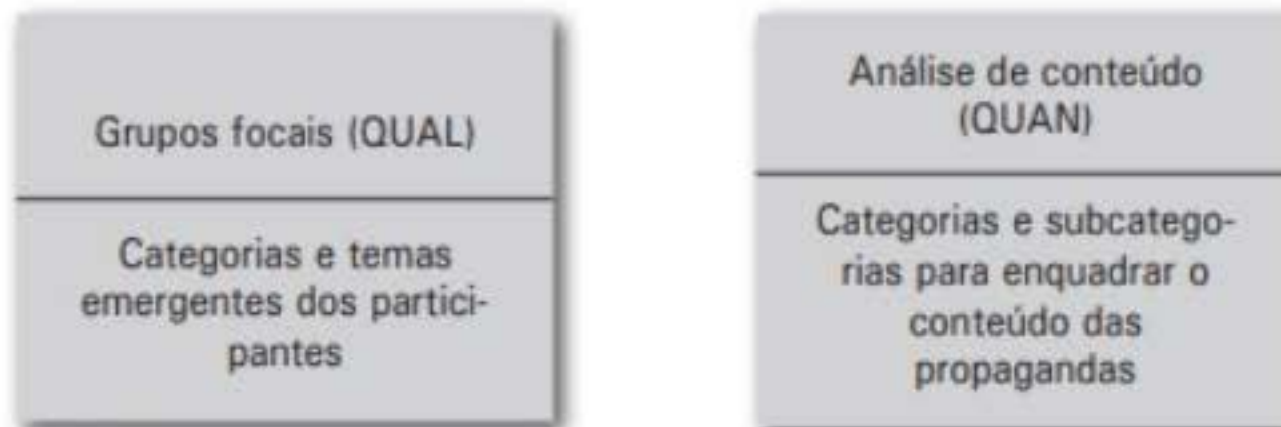 Grupos focais (QUAL)
Categorias e temas
emergentes dos partici-
pantes
Análise de conteúdo
(QUAN)
Categorias e subcatego-
rias para enquadrar o
conteúdo das
propagandas